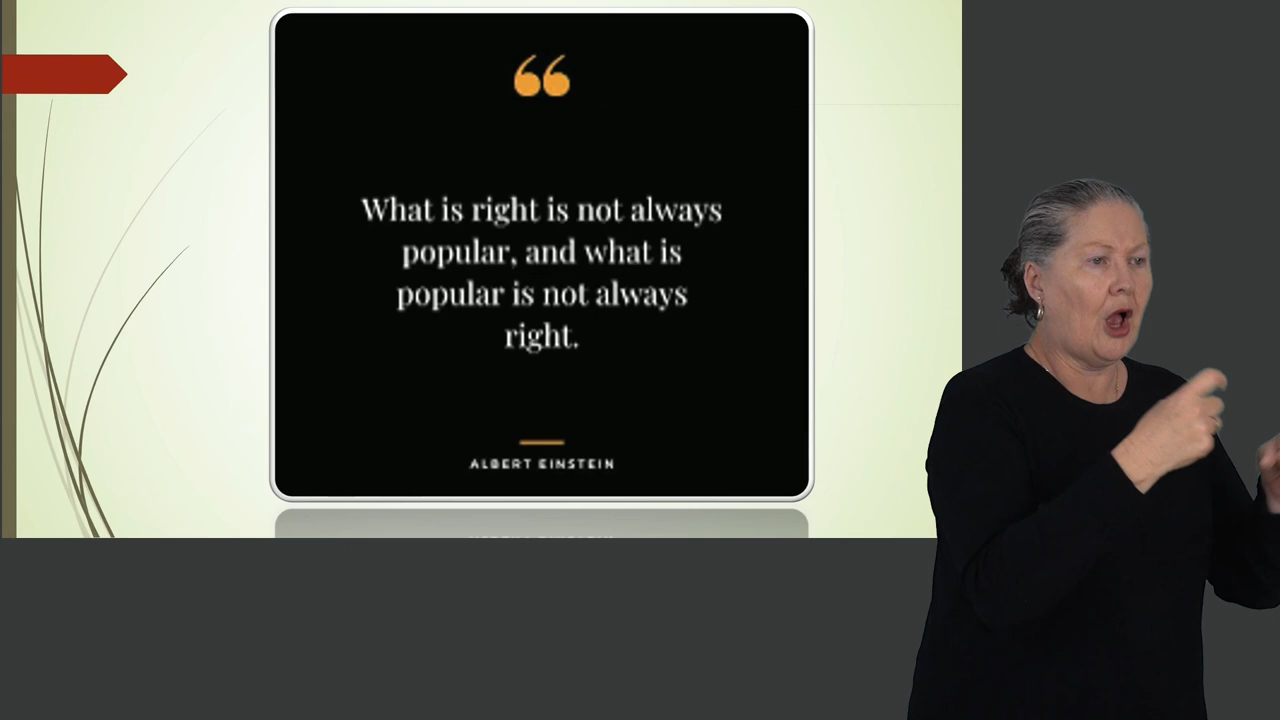 “
What is right is not always
popular, and what is
popular is not always
right.
ALBERT EINSTEIN